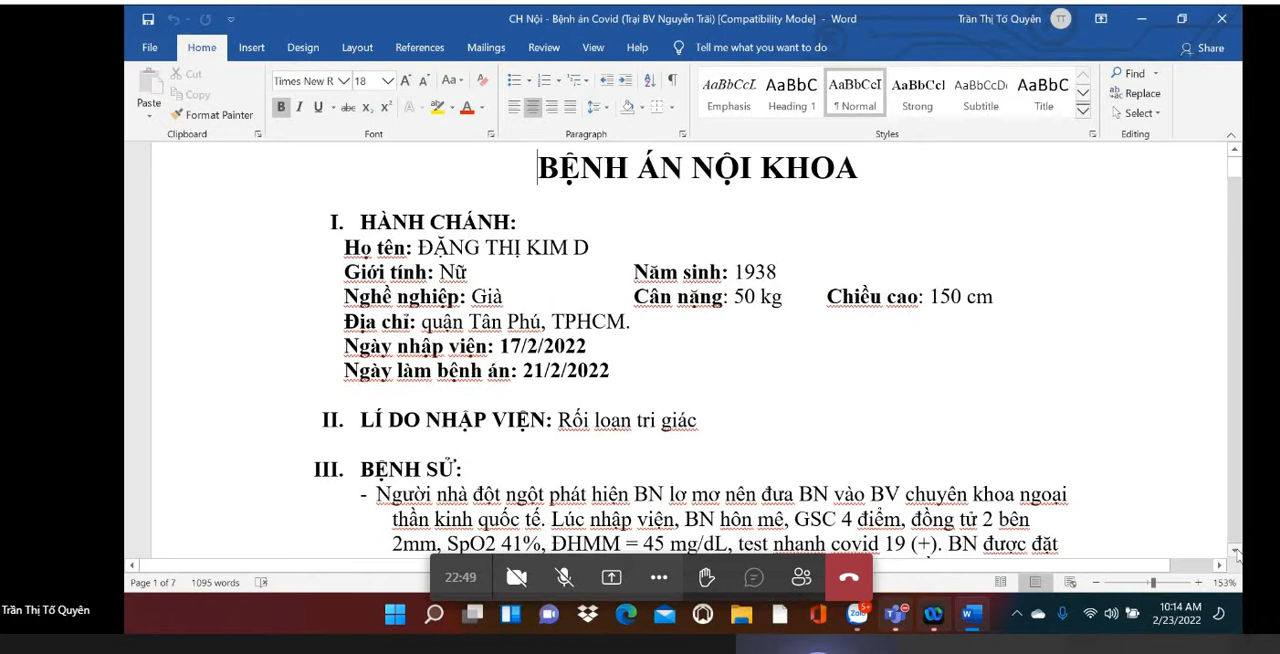 CH Nội - Bệnh án Covid (Trại BV Nguyễn Trãi) [Compatibility Mode] - Word
Trần Thị Tố Quyên
TT
File Home Insert Design Layout References Mailings Review View Help Tell me what you want to do Share
Paste
Cut
Copy
Format Painter
Clipboard
Times New R 18
Font
Paragraph
AaBbCcI AaBbC AaBbCcI AaBbCcl AaBbCcD AaBbC
Emphasis Heading 1 ¶ Normal Strong Subtitle Title
Styles
Find
Replace
Select
Editing
BỆNH ÁN NỘI KHOA
I. HÀNH CHÁNH:
Họ tên: ĐẶNG THỊ KIM D
Giới tính: Nữ Năm sinh: 1938
Nghề nghiệp: Già Cân nặng: 50 kg Chiều cao: 150 cm
Địa chỉ: quận Tân Phú, TPHCM.
Ngày nhập viện: 17/2/2022
Ngày làm bệnh án: 21/2/2022
II. LÍ DO NHẬP VIỆN: Rối loạn tri giác
III. BỆNH SỬ:
- Người nhà đột ngột phát hiện BN lơ mơ nên đưa BN vào BV chuyên khoa ngoại
thần kinh quốc tế. Lúc nhập viện, BN hôn mê, GSC 4 điểm, đồng tử 2 bên
2mm, SpO2 41%, ĐHMM = 45 mg/dL, test nhanh covid 19 (+). BN được đặt
22:49
Page 1 of 7 1095 words 153%
Trần Thị Tố Quyên
10:14 AM
2/23/2022